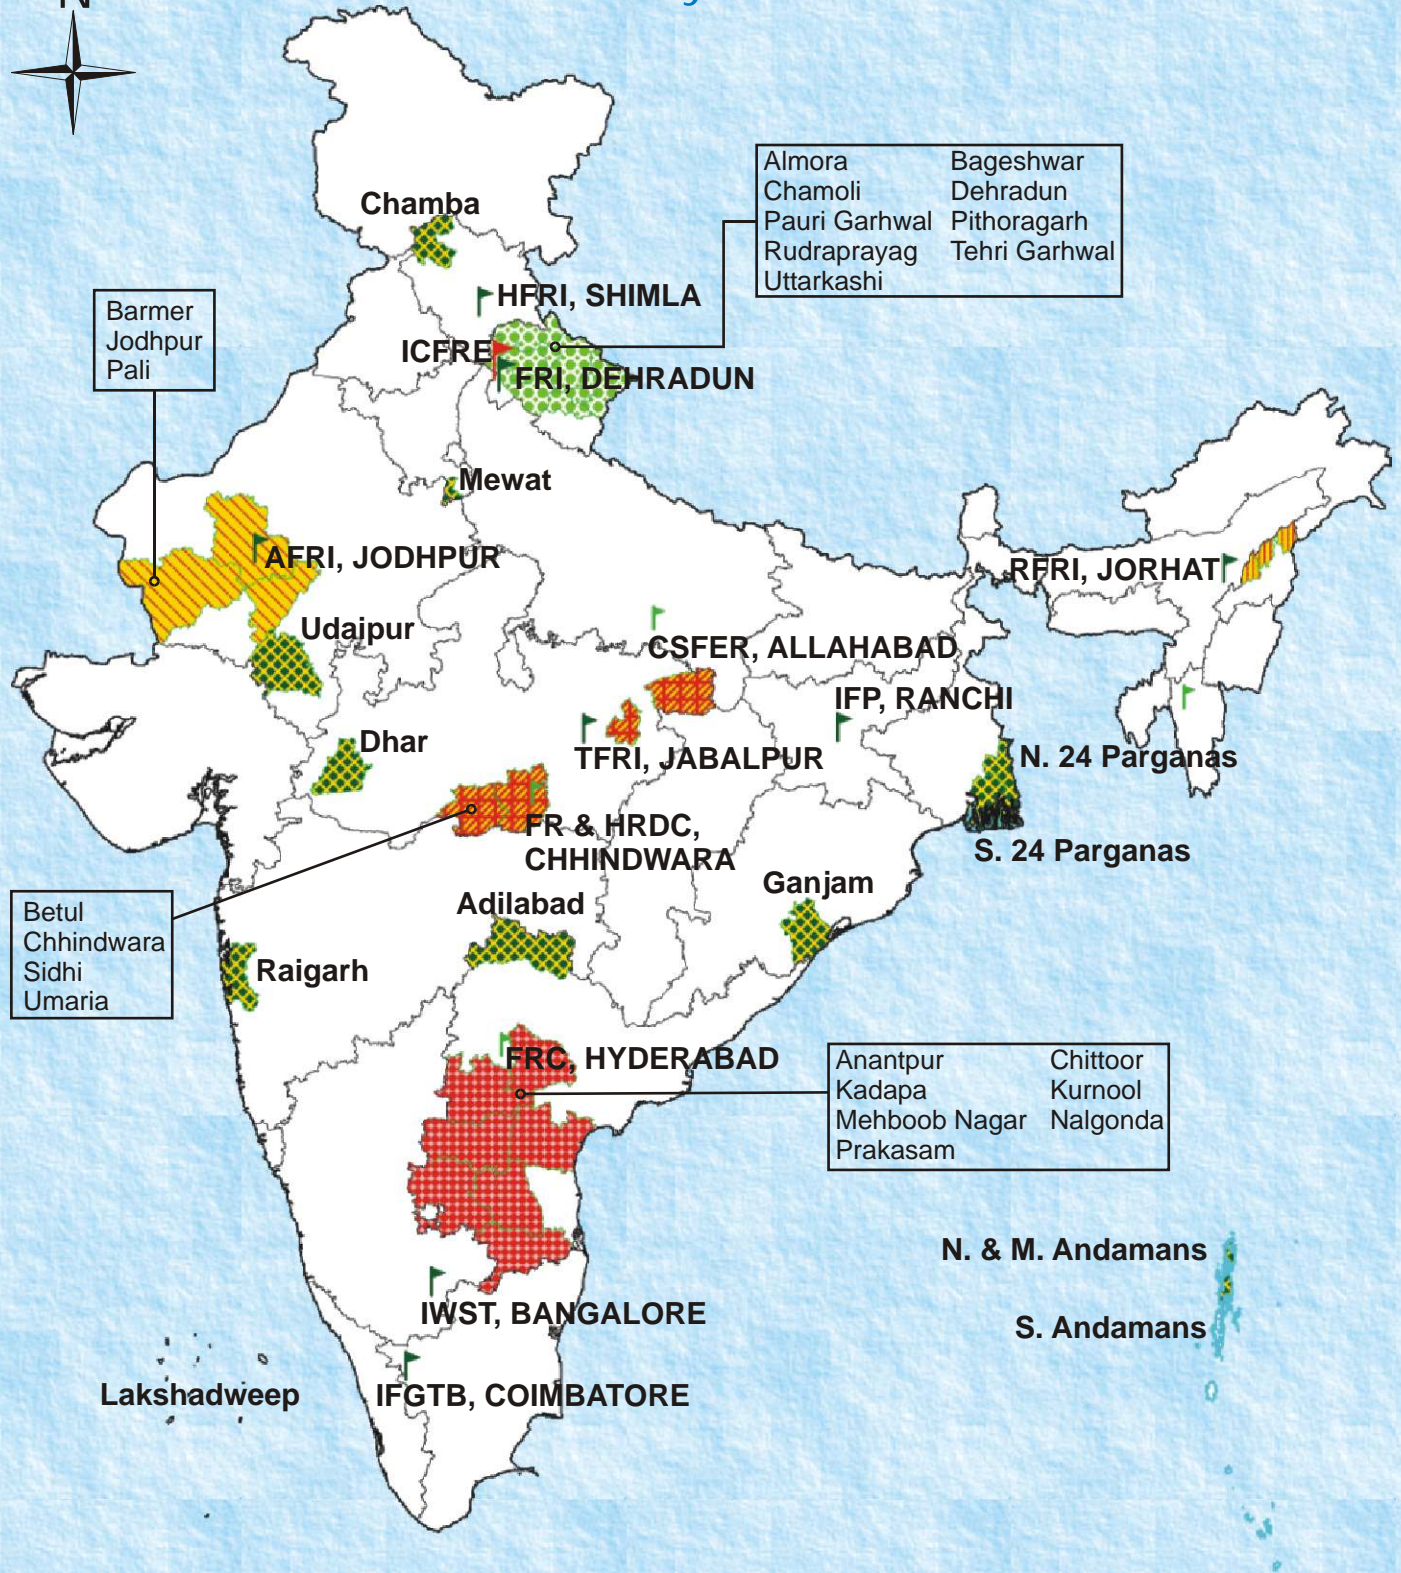 N
Chamba
Almora Bageshwar
Chamoli Dehradun
Pauri Garhwal Pithoragarh
Rudraprayag Tehri Garhwal
Uttarkashi
HFRI, SHIMLA
Barmer
Jodhpur
Pali
ICFRE
FRI, DEHRADUN
Mewat
AFRI, JODHPUR
RFRI, JORHAT
Udaipur
CSFER, ALLAHABAD
IFP, RANCHI
Dhar
TFRI, JABALPUR
N. 24 Parganas
FR & HRDC,
CHHINDWARA
S. 24 Parganas
Ganjam
Adilabad
Betul
Chhindwara
Sidhi
Umaria
Raigarh
FRC, HYDERABAD
Anantpur Chittoor
Kadapa Kurnool
Mehboob Nagar Nalgonda
Prakasam
N. & M. Andamans
IWST, BANGALORE
S. Andamans
Lakshadweep
IFGTB, COIMBATORE